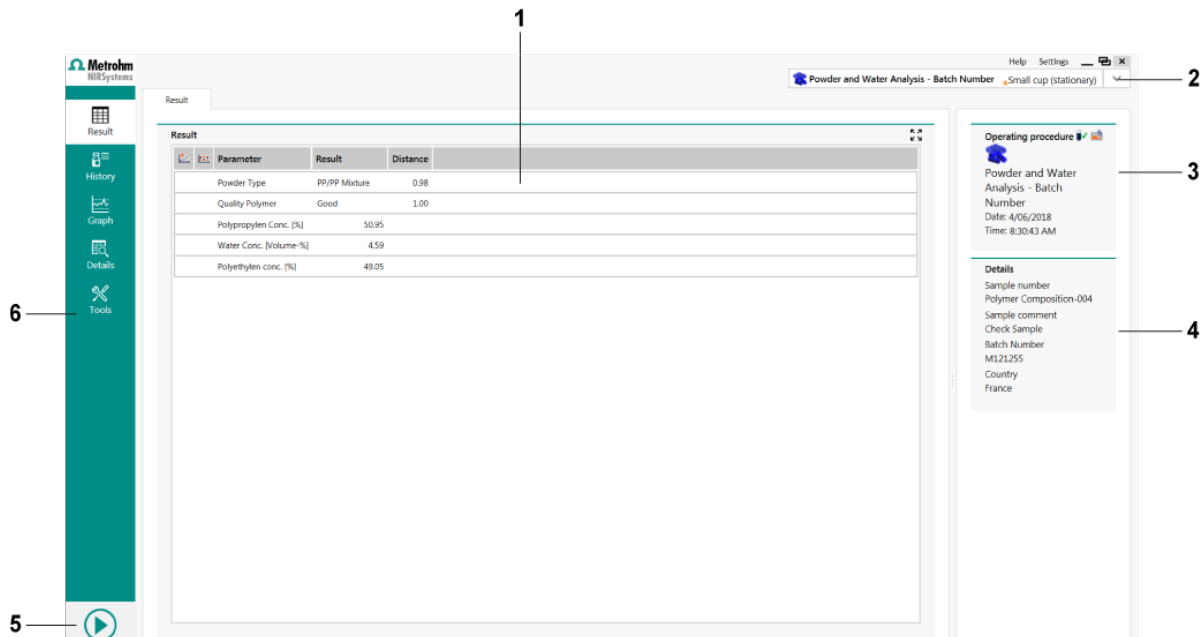 1
Metrohm
NIRSystems
Help Settings
Powder and Water Analysis - Batch Number Small cup (stationary)
2
Result
Result
History
Graph
Details
Tools
6
5
Result
Parameter Result Distance
Powder Type PP/PP Mixture 0.98
Quality Polymer Good 1.00
Polypropylen Conc. [%] 50.95
Water Conc. [Volume-%] 4.59
Polyethylen conc. [%] 49.05
Operating procedure
Powder and Water
Analysis - Batch
Number
Date: 4/06/2018
Time: 8:30:43 AM
3
Details
Sample number
Polymer Composition-004
Sample comment
Check Sample
Batch Number
M121255
Country
France
4